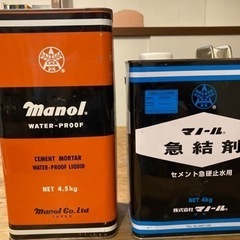 manol®
WATER-PROOF
CEMENT MORTAR
WATER-PROOF LIQUID
NET 4.5kg
Manol Co., Ltd
マノール
急結剤
セメント急硬止水用
NET 4kg
株式会社 マノール